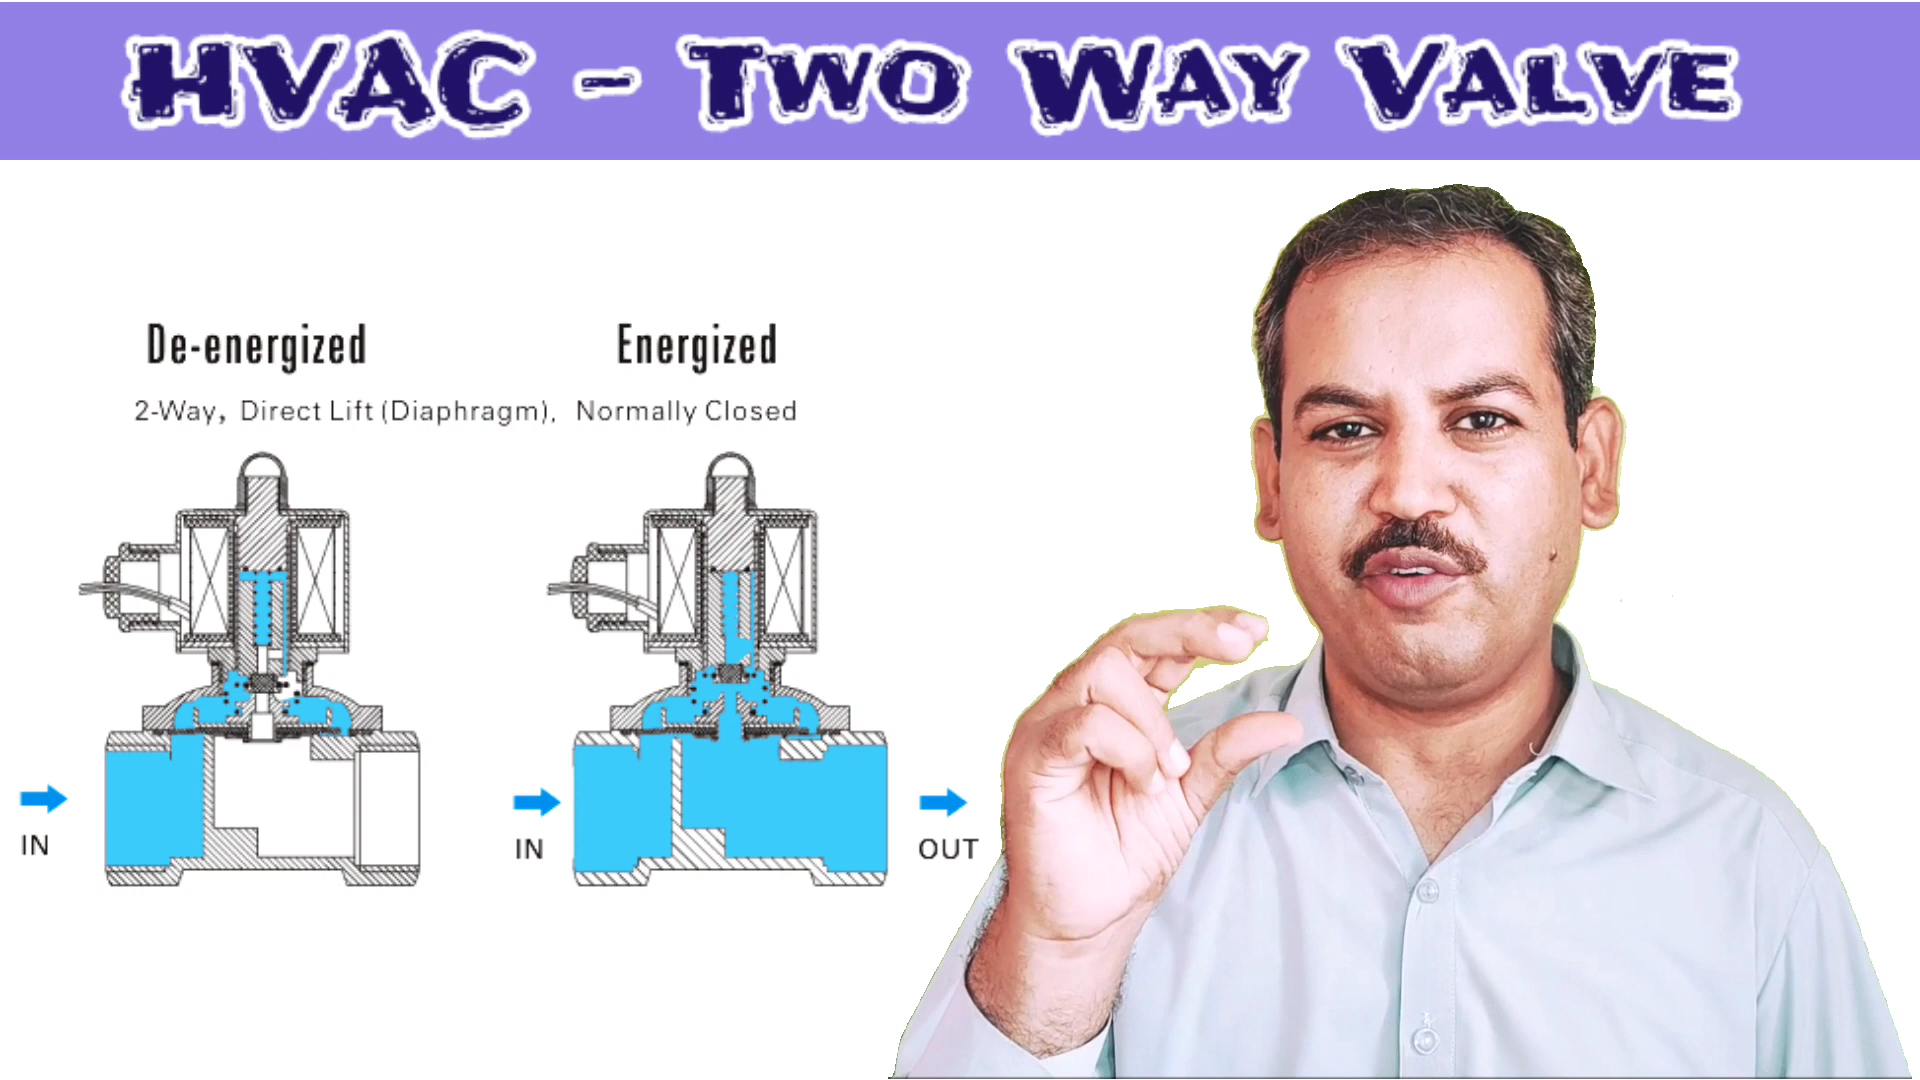 HVAC - TWO WAY VALVE
De-energized
Energized
2-Way, Direct Lift (Diaphragm), Normally Closed
IN
IN
OUT